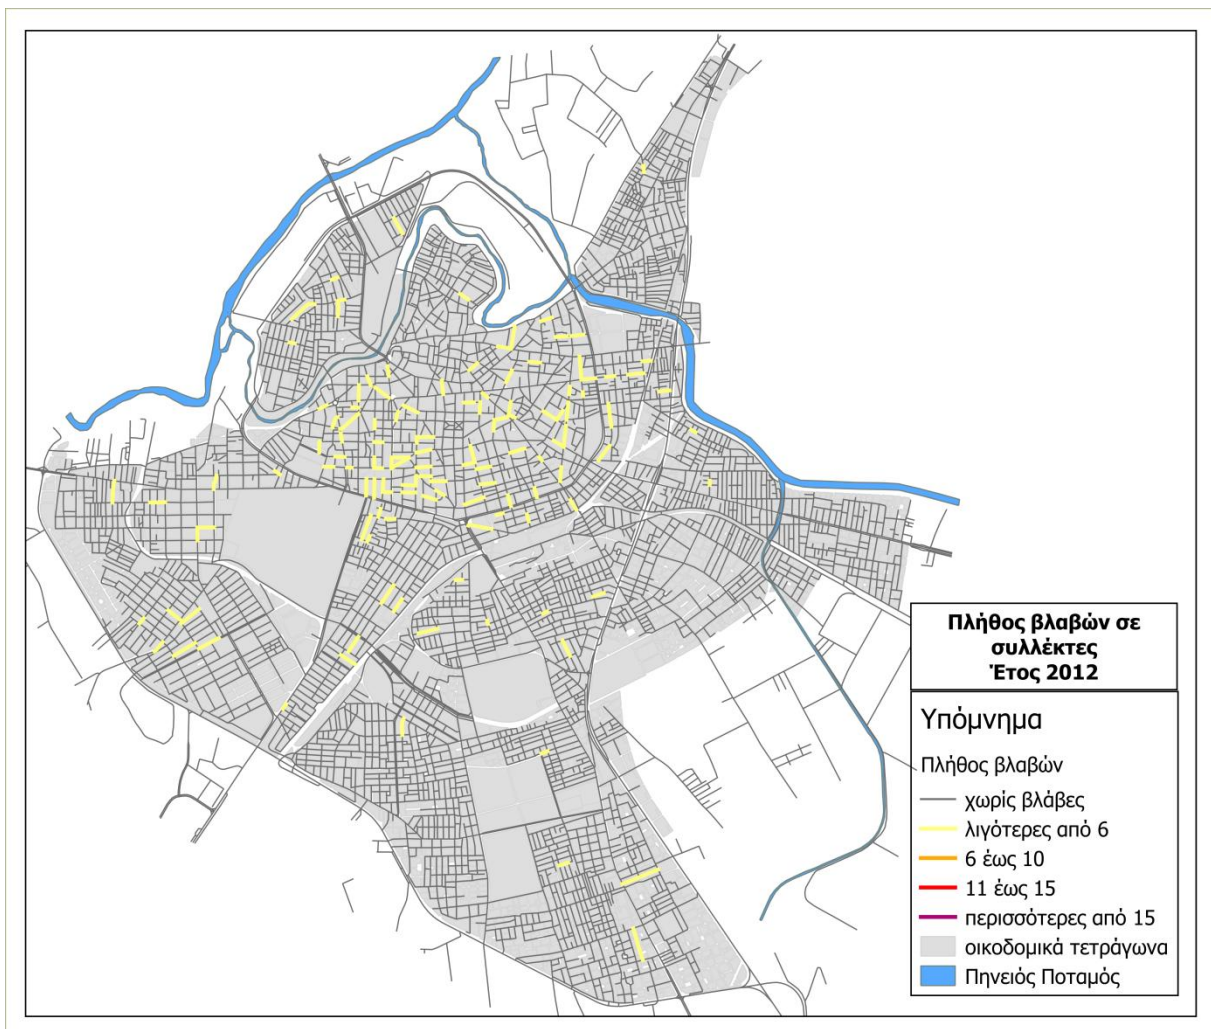 Πλήθος βλαβών σε
συλλέκτες
Έτος 2012
Υπόμνημα
Πλήθος βλαβών
χωρίς βλάβες
λιγότερες από 6
6 έως 10
11 έως 15
περισσότερες από 15
οικοδομικά τετράγωνα
Πηνειός Ποταμός